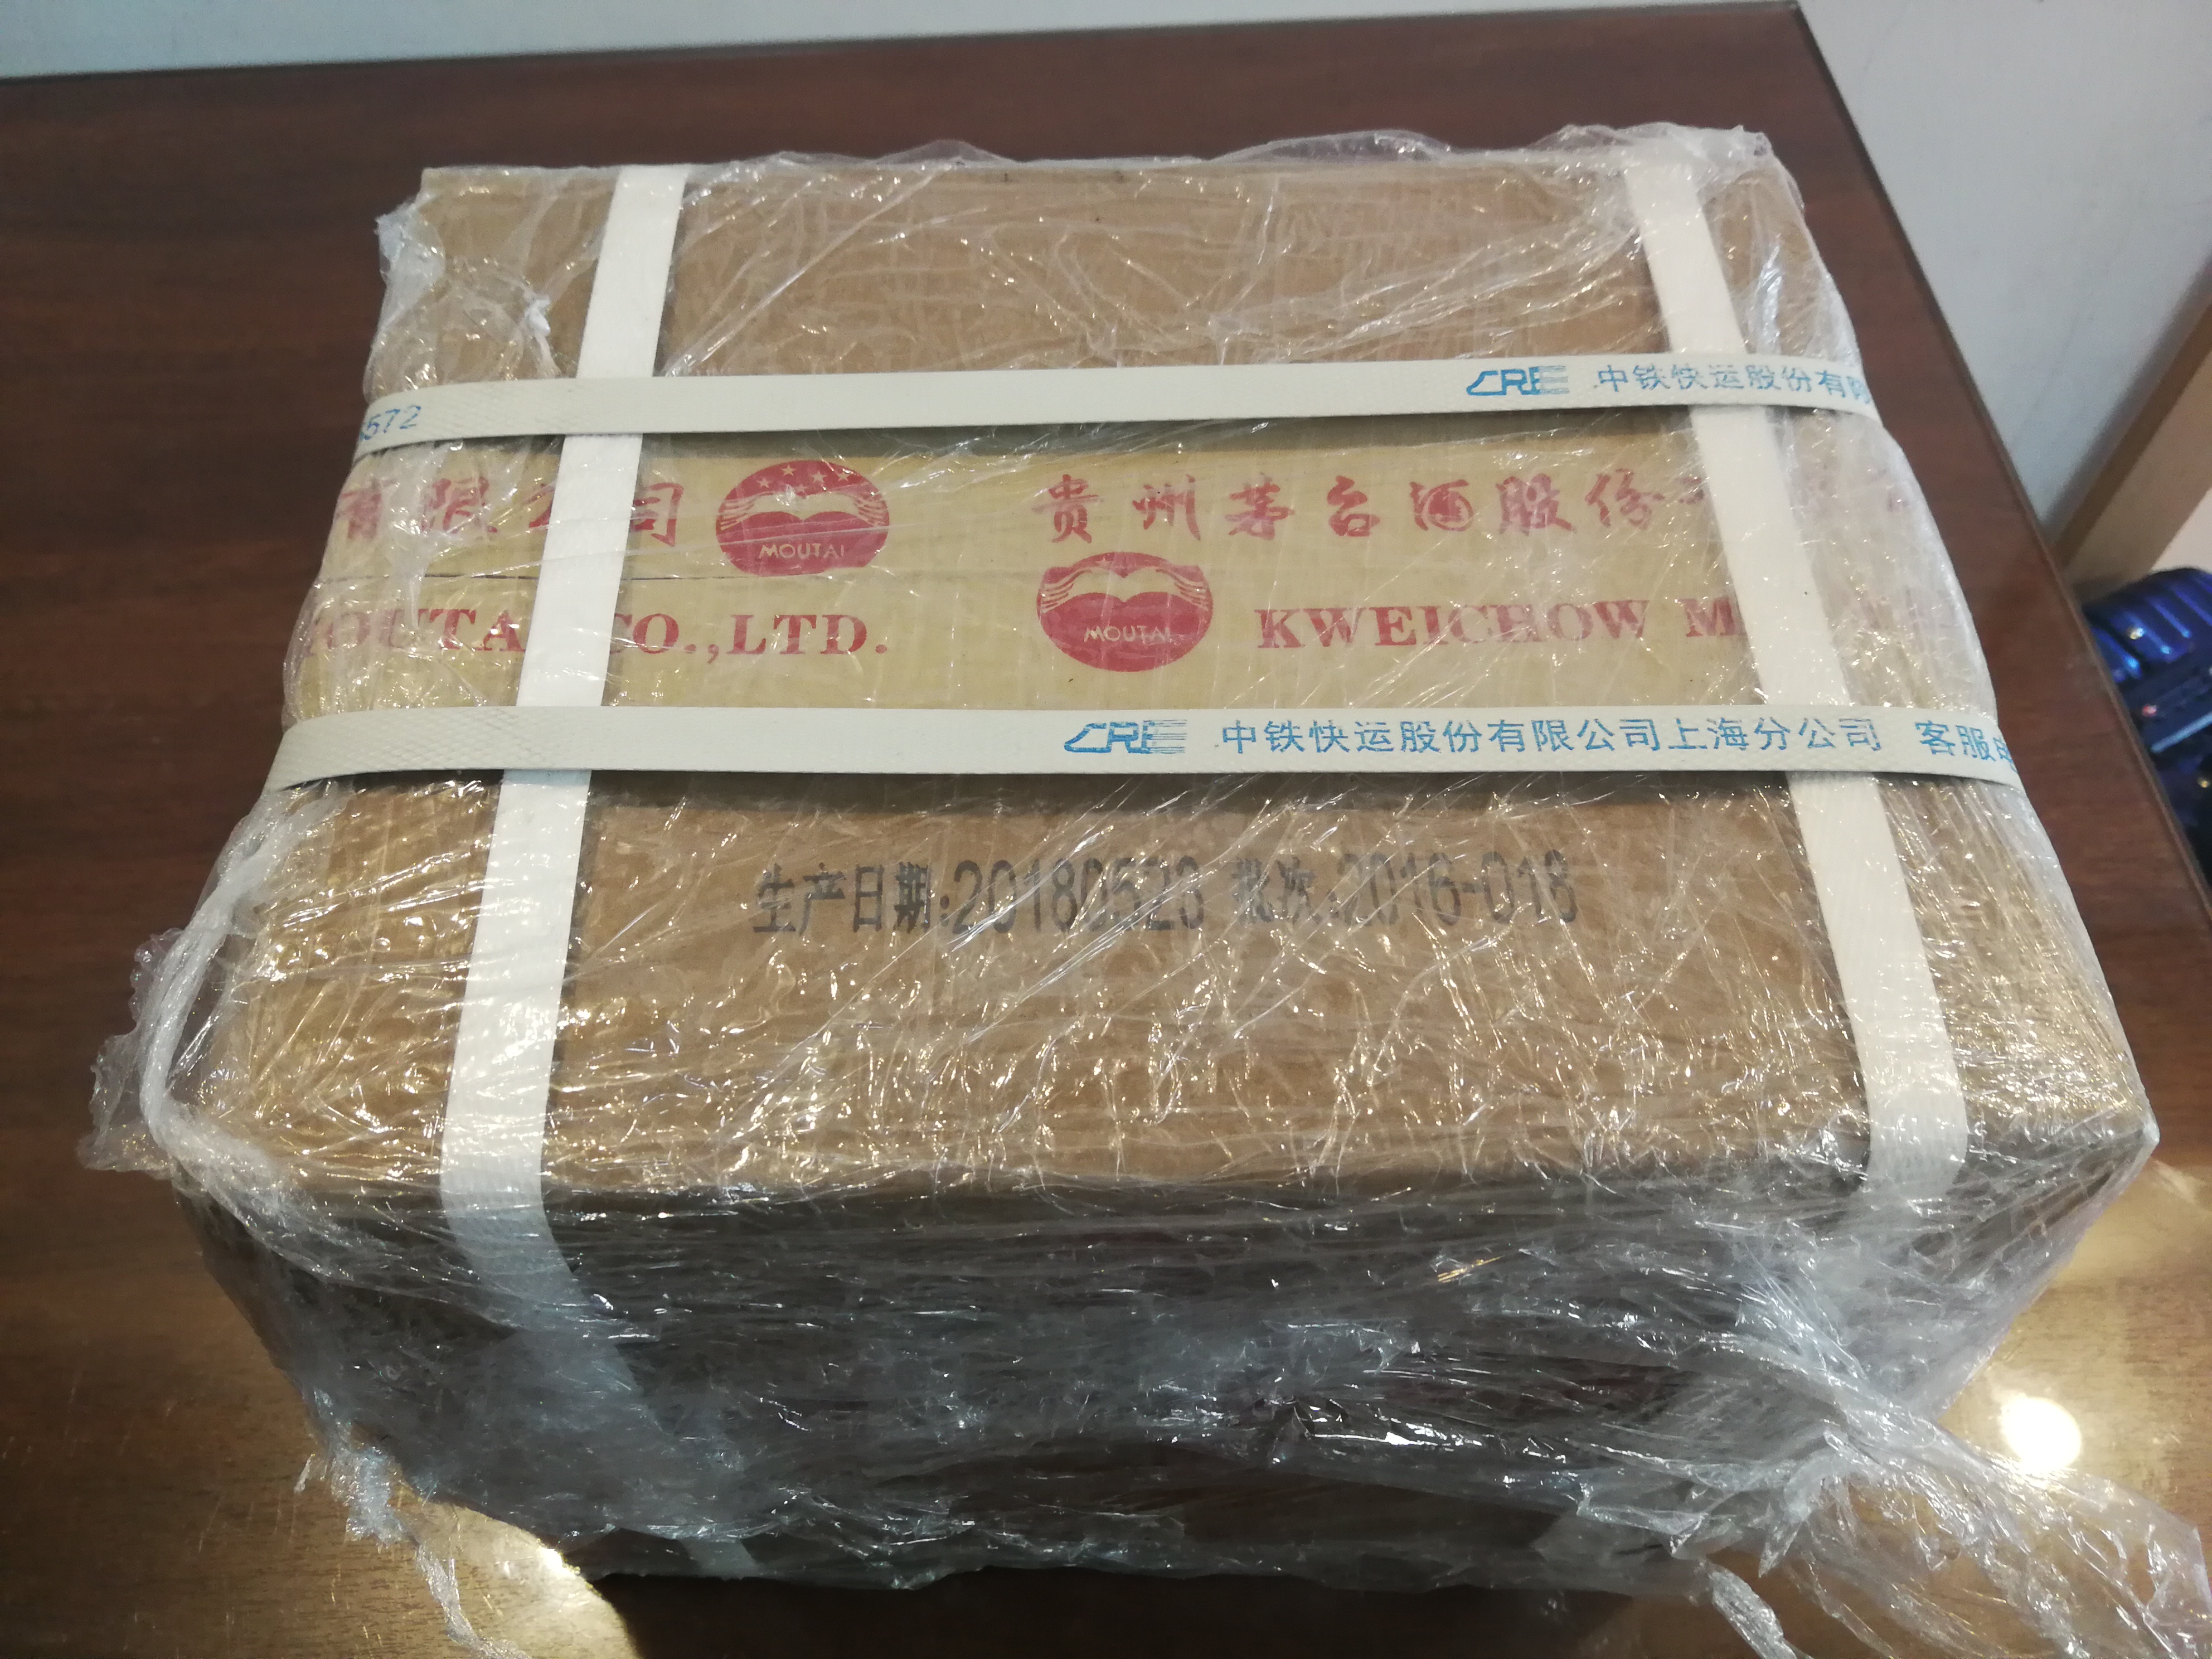 CRE 中铁快运股份有限
572
有限公司 MOUTAI 贵州茅台酒股份
CO.,LTD. MOUTAI KWEICHOW
CRE 中铁快运股份有限公司上海分公司 客服
生产日期:20180523 批次:2016-018